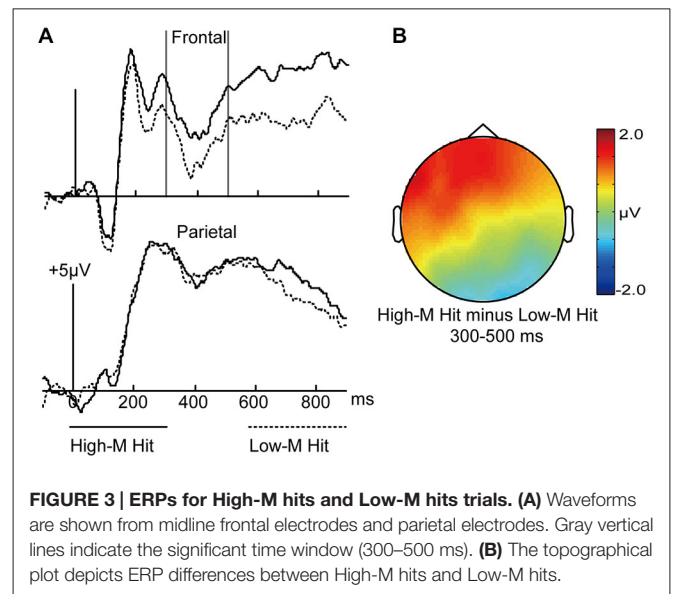 A
Frontal
B
2.0
μV
-2.0
Parietal
+5μV
High-M Hit minus Low-M Hit
300-500 ms
0 200 400 600 800 ms
High-M Hit Low-M Hit
FIGURE 3 | ERPs for High-M hits and Low-M hits trials. (A) Waveforms
are shown from midline frontal electrodes and parietal electrodes. Gray vertical
lines indicate the significant time window (300–500 ms). (B) The topographical
plot depicts ERP differences between High-M hits and Low-M hits.